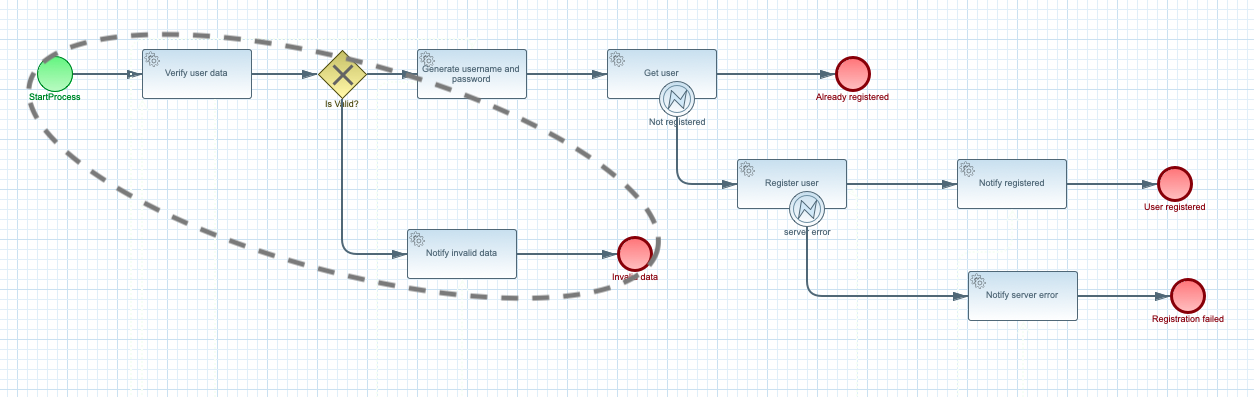 StartProcess
Verify user data
Is Valid?
Generate username and
password
Get user
Not registered
Already registered
Register user
server error
Notify registered
User registered
Notify invalid data
Invalid data
Notify server error
Registration failed